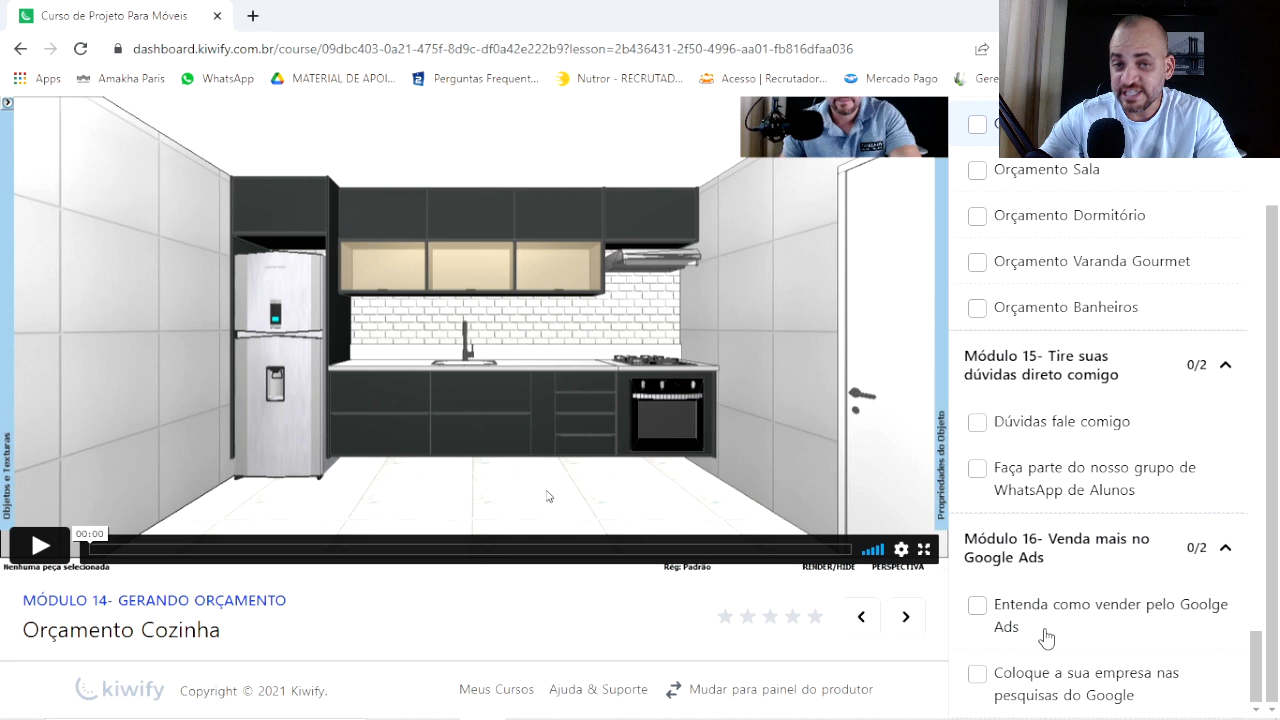 Curso de Projeto Para Móveis
dashboard.kiwify.com.br/course/09dbc403-0a21-475f-8d9c-df0a42e222b9?lesson=2b436431-2f50-4996-aa01-fb816dfaa036
Apps
Amakha Paris
WhatsApp
MATERIAL DE APOI...
Perguntas Frequent...
Nutror - RECRUTAD...
Acesso | Recrutador...
Mercado Pago
Gere
Orçamento Sala
Orçamento Dormitório
Orçamento Varanda Gourmet
Orçamento Banheiros
Módulo 15- Tire suas
dúvidas direto comigo
0/2
Dúvidas fale comigo
Faça parte do nosso grupo de
WhatsApp de Alunos
Módulo 16- Venda mais no
Google Ads
0/2
Entenda como vender pelo Goolge
Ads
Coloque a sua empresa nas
pesquisas do Google
Objetos e Texturas
Propriedades do Objeto
00:00
Nenhuma peça selecionada
Rég: Padrão
RENDER/HIDE
PERSPECTIVA
MÓDULO 14- GERANDO ORÇAMENTO
Orçamento Cozinha
kiwify
Copyright © 2021 Kiwify.
Meus Cursos
Ajuda & Suporte
Mudar para painel do produtor